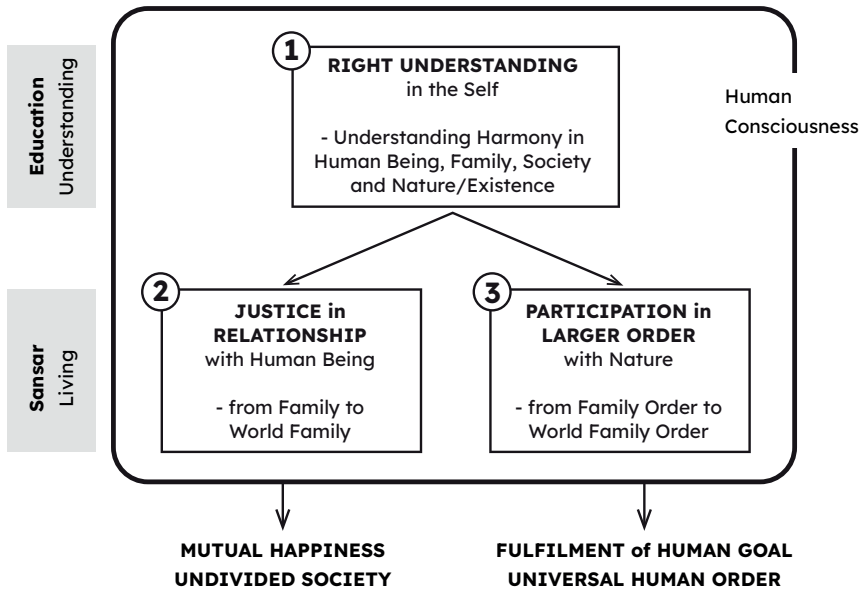 1
RIGHT UNDERSTANDING
in the Self
- Understanding Harmony in
Human Being, Family, Society
and Nature/Existence
Human
Consciousness
Education
Understanding
2
JUSTICE in
RELATIONSHIP
with Human Being
- from Family to
World Family
3
PARTICIPATION in
LARGER ORDER
with Nature
- from Family Order to
World Family Order
Sansar
Living
MUTUAL HAPPINESS
UNDIVIDED SOCIETY
FULFILMENT of HUMAN GOAL
UNIVERSAL HUMAN ORDER